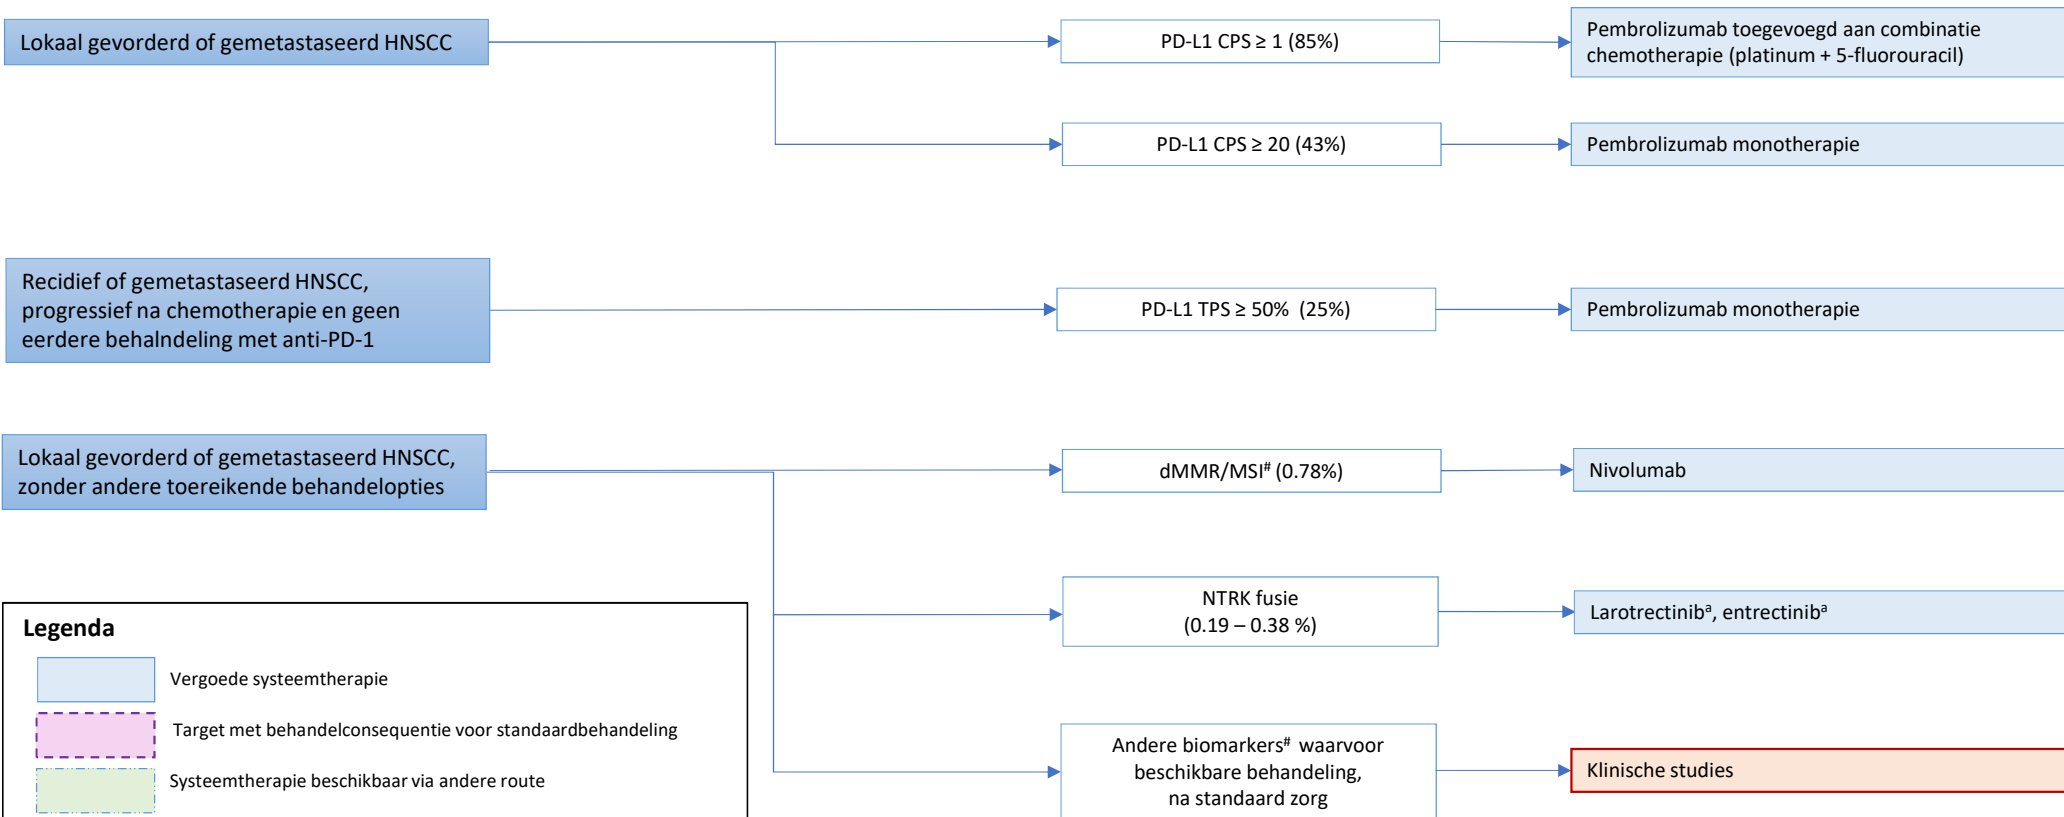 Lokaal gevorderd of gemetastaseerd HNSCC
PD-L1 CPS ≥ 1 (85%)
Pembrolizumab toegevoegd aan combinatie
chemotherapie (platinum + 5-fluorouracil)
PD-L1 CPS ≥ 20 (43%)
Pembrolizumab monotherapie
Recidief of gemetastaseerd HNSCC,
progressief na chemotherapie en geen
eerdere behalndeling met anti-PD-1
PD-L1 TPS ≥ 50% (25%)
Pembrolizumab monotherapie
Lokaal gevorderd of gemetastaseerd HNSCC,
zonder andere toereikende behandelopties
dMMR/MSI# (0.78%)
Nivolumab
NTRK fusie
(0.19 – 0.38 %)
Larotrectinibᵃ, entrectinibᵃ
Andere biomarkers# waarvoor
beschikbare behandeling,
na standaard zorg
Klinische studies
Legenda
Vergoede systeemtherapie
Target met behandelconsequentie voor standaardbehandeling
Systeemtherapie beschikbaar via andere route